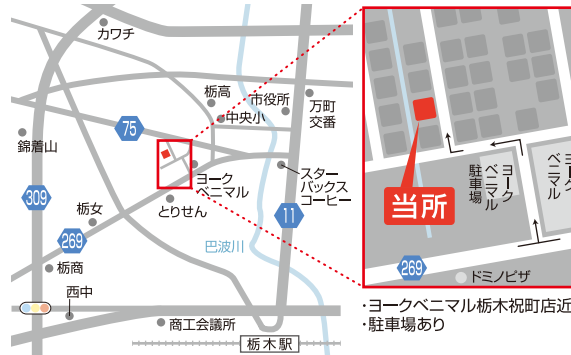 カワチ
栃高
中央小
市役所
万町
交番
75
錦着山
ヨーク
ベニマル
スター
バックス
コーヒー
とりせん
309
栃女
269
11
巴波川
栃商
西中
商工会議所
栃木駅
当所
ヨーク
ベニマル
駐車場
ヨーク
ベニマル
269
ドミノピザ
・ヨークベニマル栃木祝町店近
・駐車場あり